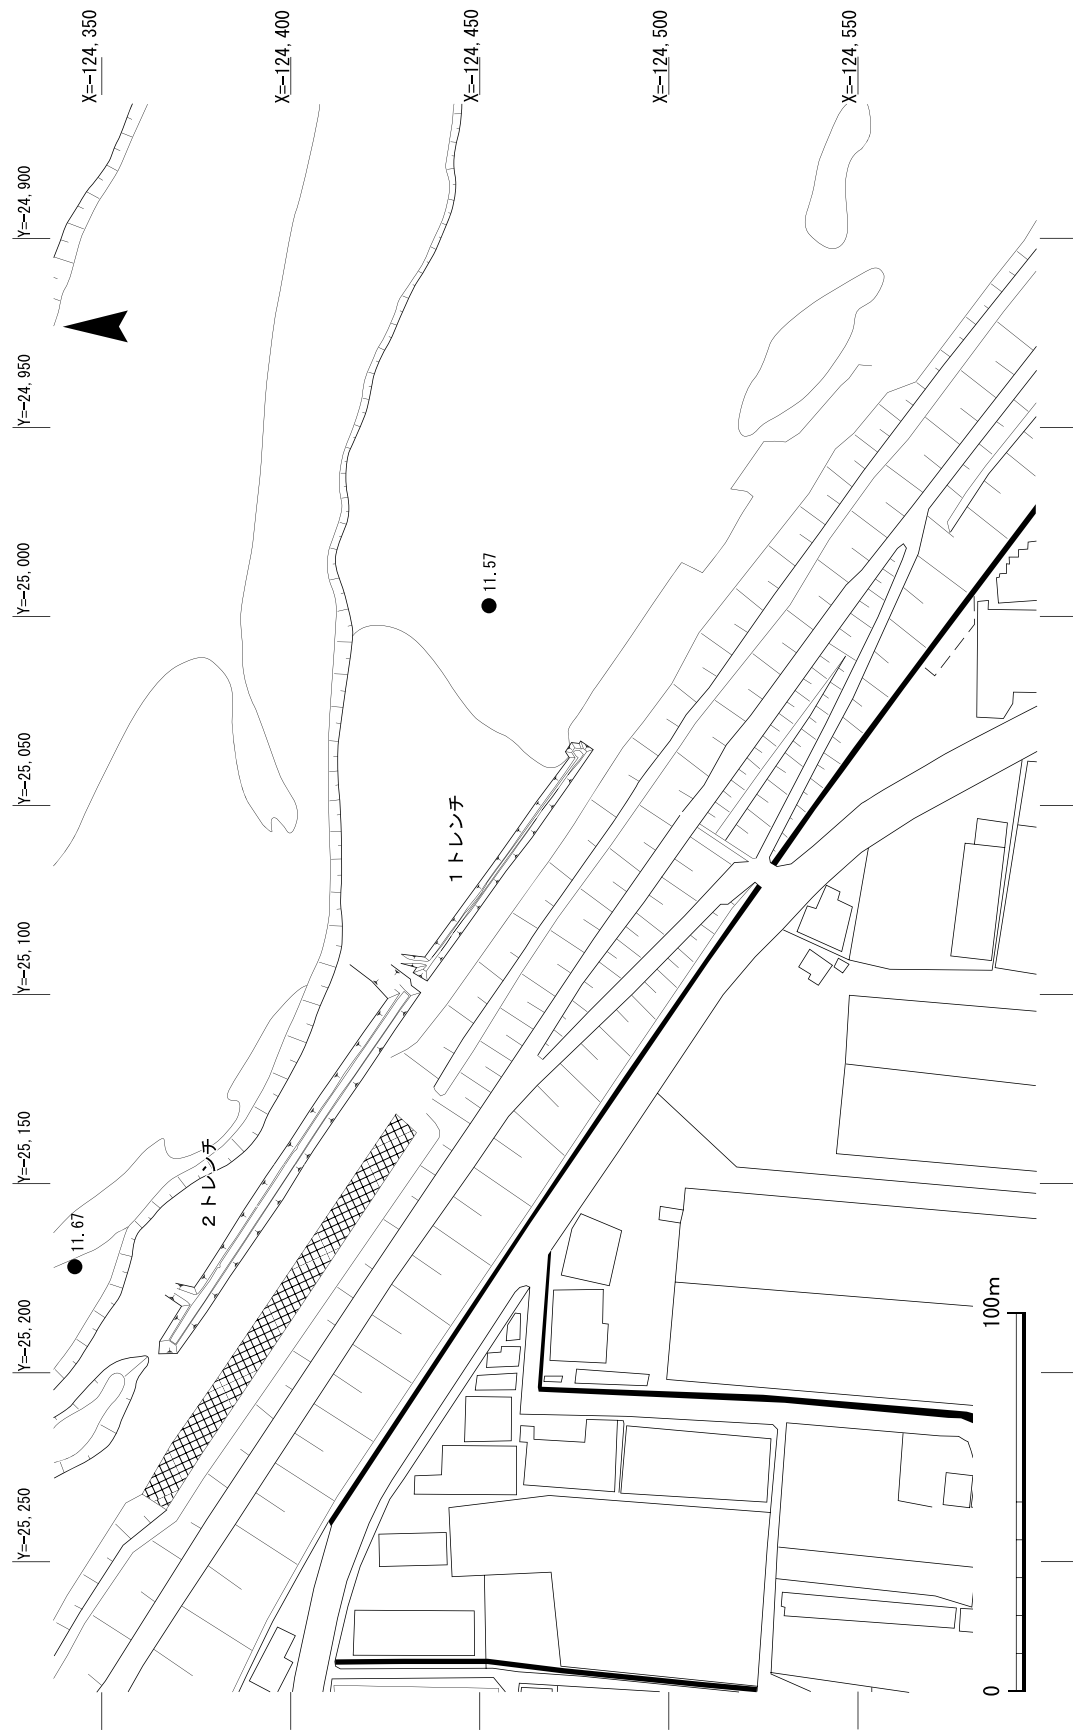 X=-124, 350
X=-124, 400
X=-124, 450
X=-124, 500
X=-124, 550
Y=-24, 900
Y=-24, 950
Y=-25, 000
Y=-25, 050
Y=-25, 100
Y=-25, 150
Y=-25, 200
Y=-25, 250
11.57
1トレンチ
2トレンチ
11.67
0
100m